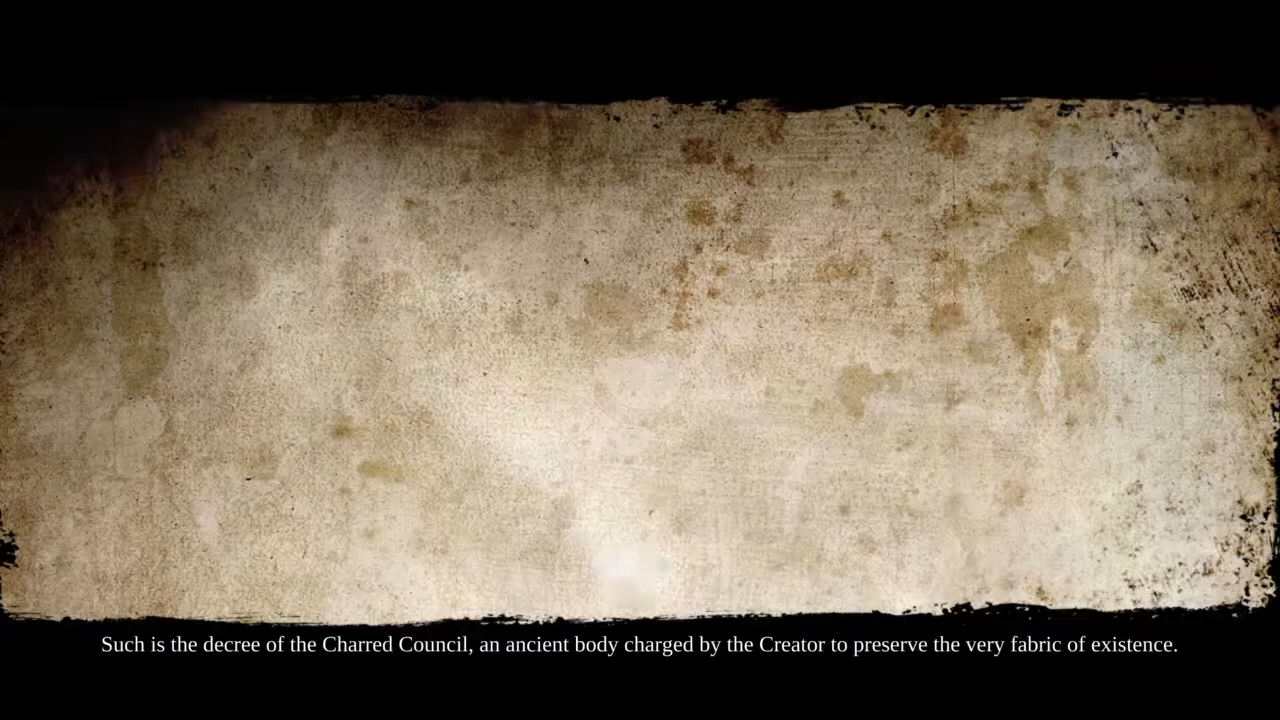 Such is the decree of the Charred Council, an ancient body charged by the Creator to preserve the very fabric of existence.